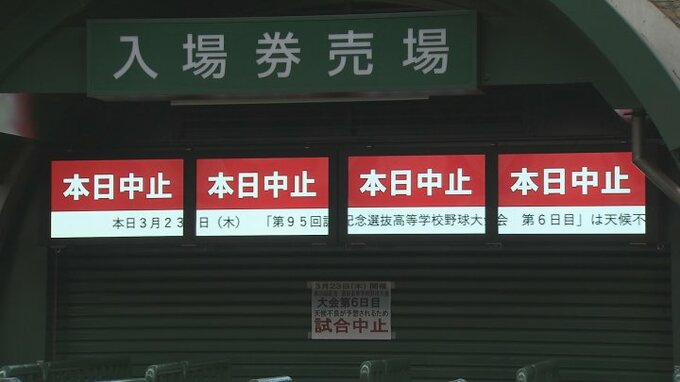 入場券売場
本日中止 本日中止 本日中止 本日中止
本日3月23日(木) 「第95回記念選抜高等学校野球大会 第6日目」は天候不
3月23日(木)開催
大会第6日目
天候不良が予想されるため
試合中止